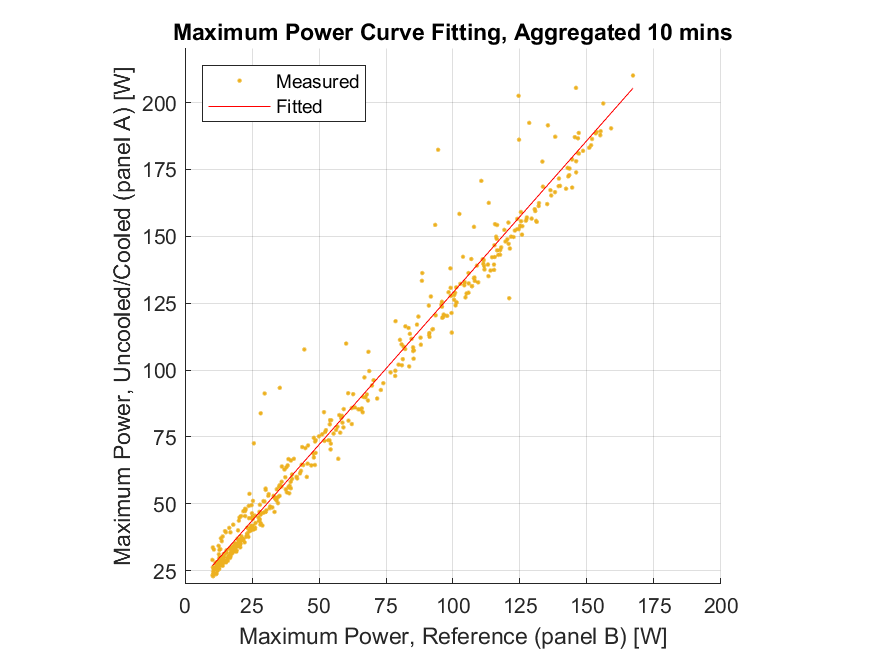 Maximum Power Curve Fitting, Aggregated 10 mins
Measured
Fitted
Maximum Power, Uncooled/Cooled (panel A) [W]
200
175
150
125
100
75
50
25
0 25 50 75 100 125 150 175 200
Maximum Power, Reference (panel B) [W]